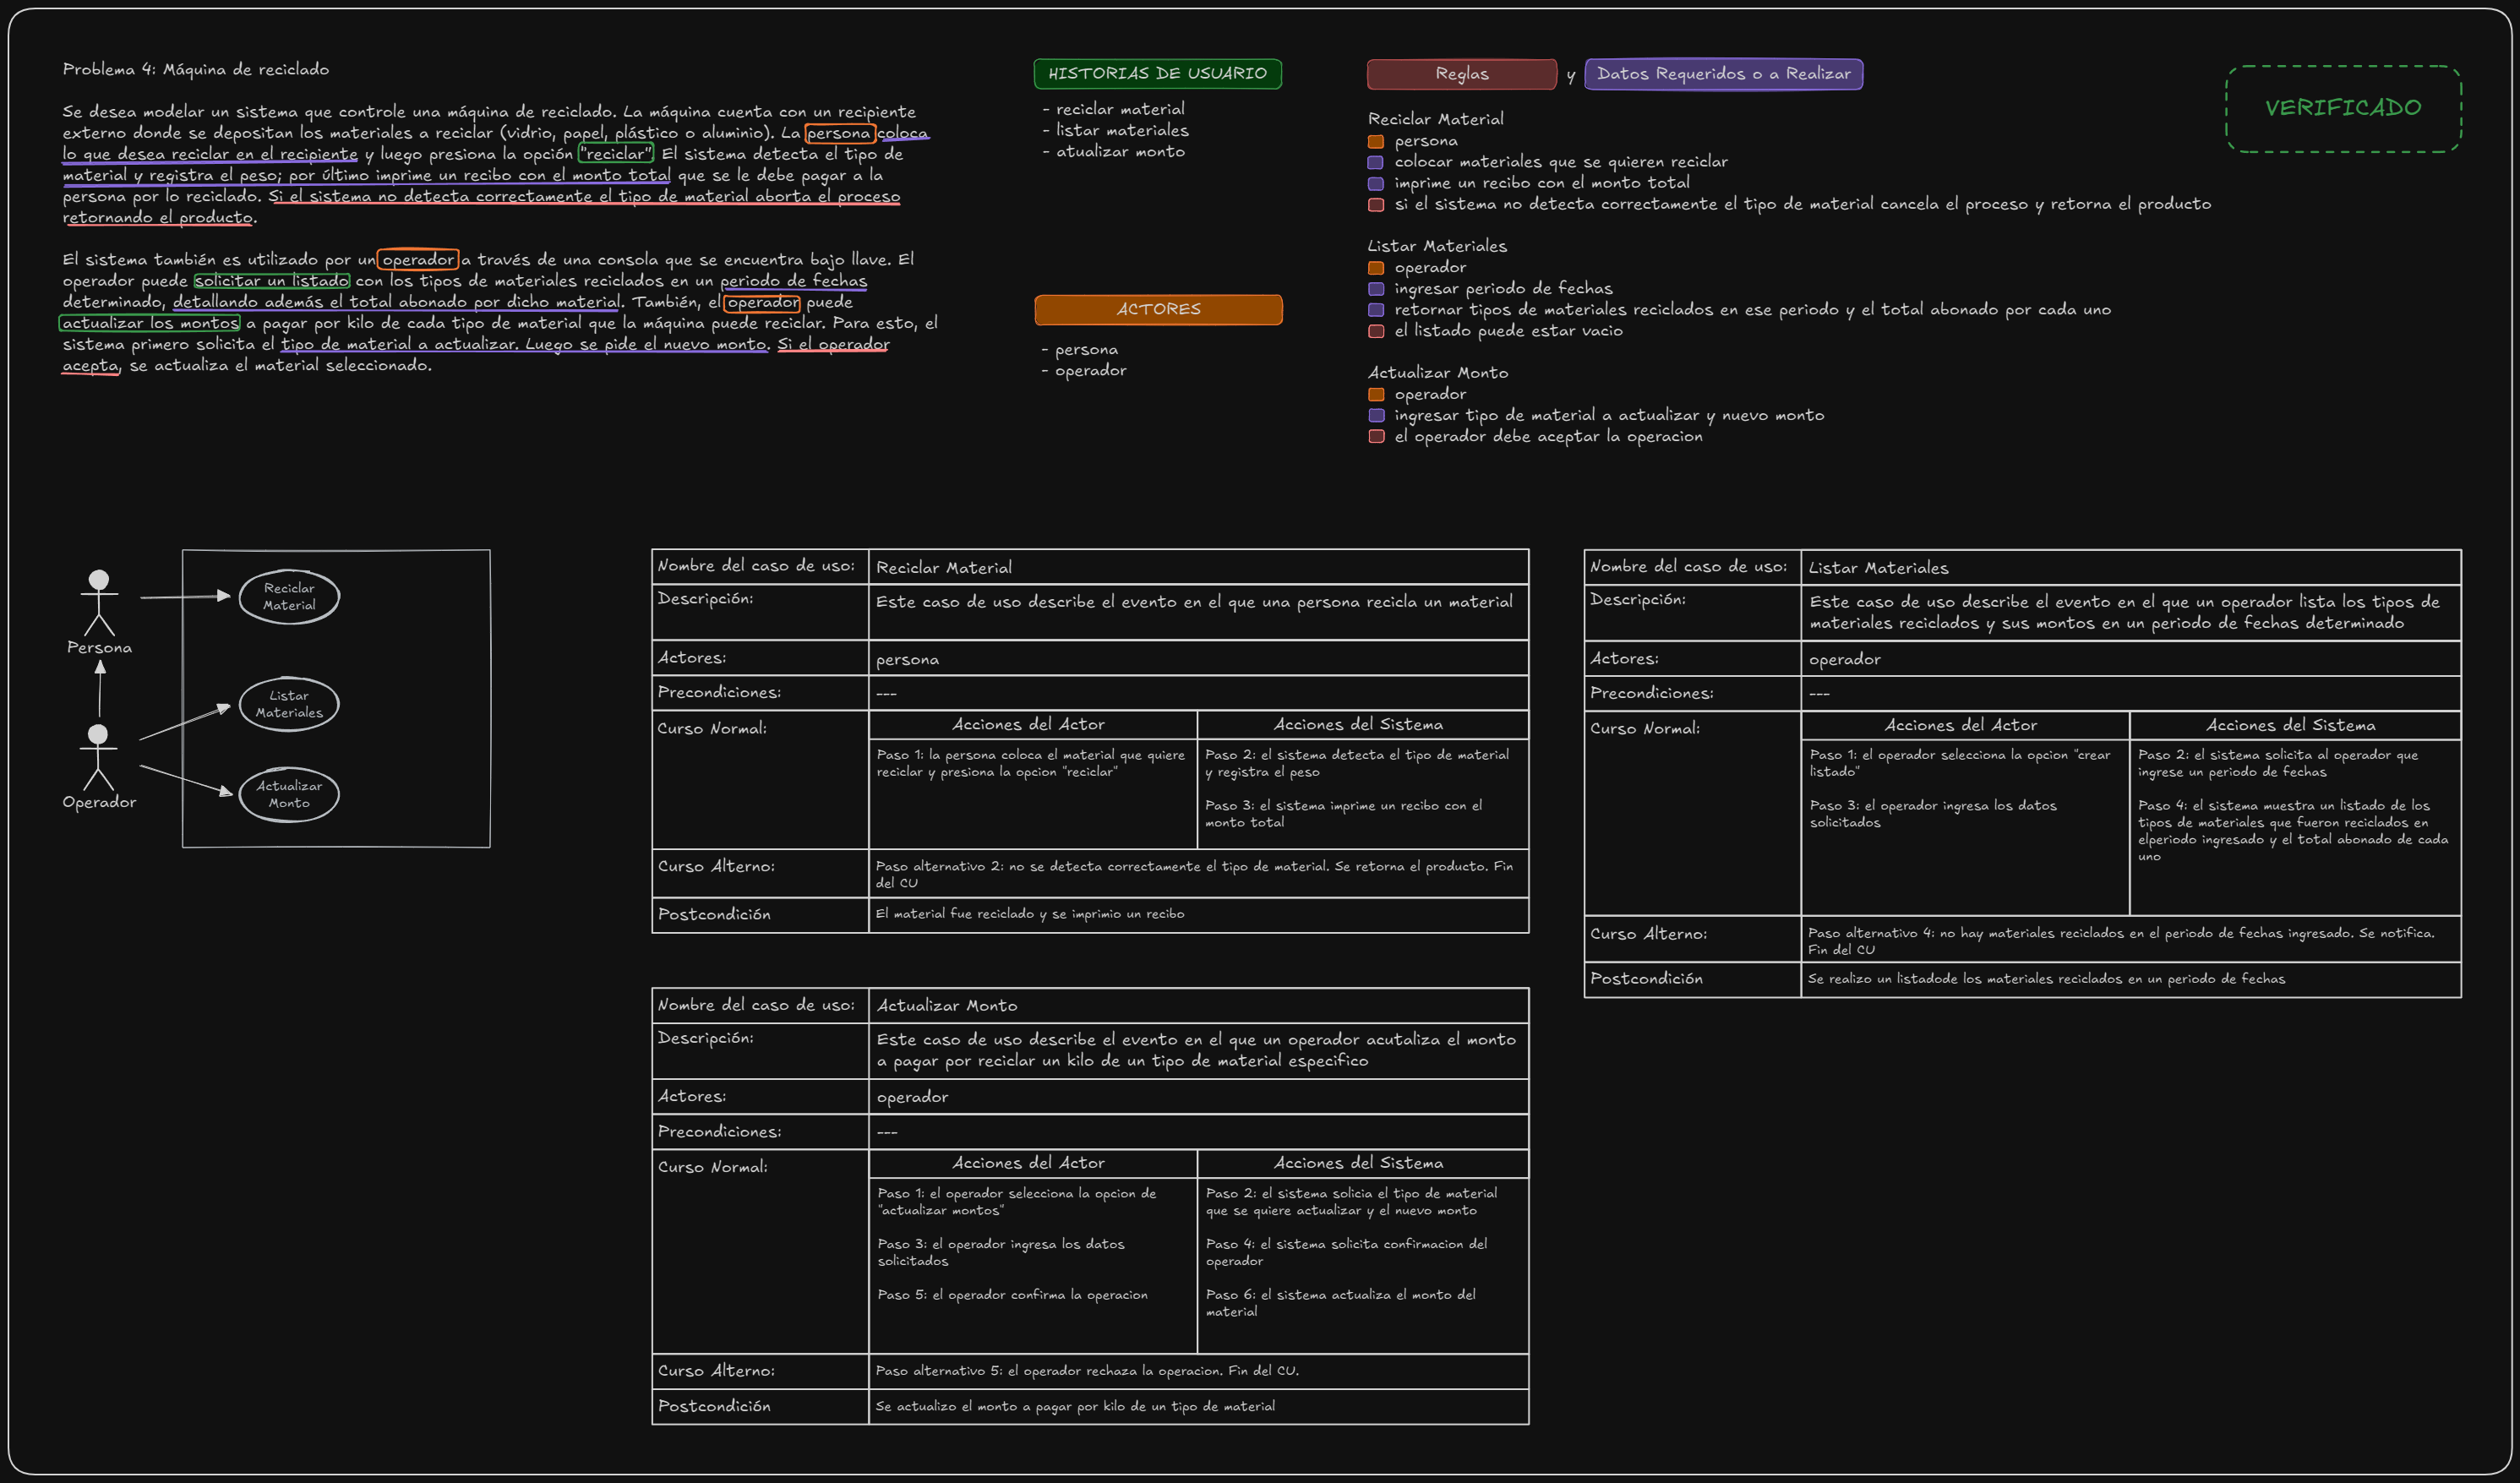 Problema 4: Máquina de reciclado
Se desea modelar un sistema que controle una máquina de reciclado. La máquina cuenta con un recipiente
externo donde se depositan los materiales a reciclar (vidrio, papel, plástico o aluminio). La persona coloca
lo que desea reciclar en el recipiente y luego presiona la opción "reciclar". El sistema detecta el tipo de
material y registra el peso; por último imprime un recibo con el monto total que se le debe pagar a la
persona por lo reciclado. Si el sistema no detecta correctamente el tipo de material aborta el proceso
retornando el producto.
El sistema también es utilizado por un operador a través de una consola que se encuentra bajo llave. El
operador puede solicitar un listado con los tipos de materiales reciclados en un periodo de fechas
determinado, detallando además el total abonado por dicho material. También, el operador puede
actualizar los montos a pagar por kilo de cada tipo de material que la máquina puede reciclar. Para esto, el
sistema primero solicita el tipo de material a actualizar. Luego se pide el nuevo monto. Si el operador
acepta, se actualiza el material seleccionado.
HISTORIAS DE USUARIO
- reciclar material
- listar materiales
- atualizar monto
ACTORES
- persona
- operador
Reglas y Datos Requeridos o a Realizar
Reciclar Material
persona
colocar materiales que se quieren reciclar
imprime un recibo con el monto total
si el sistema no detecta correctamente el tipo de material cancela el proceso y retorna el producto
Listar Materiales
operador
ingresar periodo de fechas
retornar tipos de materiales reciclados en ese periodo y el total abonado por cada uno
el listado puede estar vacio
Actualizar Monto
operador
ingresar tipo de material a actualizar y nuevo monto
el operador debe aceptar la operacion
VERIFICADO
Persona
Operador
Reciclar
Material
Listar
Materiales
Actualizar
Monto
Nombre del caso de uso: Reciclar Material
Descripción: Este caso de uso describe el evento en el que una persona recicla un material
Actores: persona
Precondiciones: ---
Curso Normal: Acciones del Actor Acciones del Sistema
Paso 1: la persona coloca el material que quiere
reciclar y presiona la opcion "reciclar"
Paso 2: el sistema detecta el tipo de material
y registra el peso
Paso 3: el sistema imprime un recibo con el
monto total
Curso Alterno: Paso alternativo 2: no se detecta correctamente el tipo de material. Se retorna el producto. Fin
del CU
Postcondición El material fue reciclado y se imprimio un recibo
Nombre del caso de uso: Listar Materiales
Descripción: Este caso de uso describe el evento en el que un operador lista los tipos de
materiales reciclados y sus montos en un periodo de fechas determinado
Actores: operador
Precondiciones: ---
Curso Normal: Acciones del Actor Acciones del Sistema
Paso 1: el operador selecciona la opcion "crear
listado"
Paso 3: el operador ingresa los datos
solicitados
Paso 2: el sistema solicita al operador que
ingrese un periodo de fechas
Paso 4: el sistema muestra un listado de los
tipos de materiales que fueron reciclados en
elperiodo ingresado y el total abonado de cada
uno
Curso Alterno: Paso alternativo 4: no hay materiales reciclados en el periodo de fechas ingresado. Se notifica.
Fin del CU
Postcondición Se realizo un listadode los materiales reciclados en un periodo de fechas
Nombre del caso de uso: Actualizar Monto
Descripción: Este caso de uso describe el evento en el que un operador acutaliza el monto
a pagar por reciclar un kilo de un tipo de material especifico
Actores: operador
Precondiciones: ---
Curso Normal: Acciones del Actor Acciones del Sistema
Paso 1: el operador selecciona la opcion de
"actualizar montos"
Paso 3: el operador ingresa los datos
solicitados
Paso 5: el operador confirma la operacion
Paso 2: el sistema solicia el tipo de material
que se quiere actualizar y el nuevo monto
Paso 4: el sistema solicita confirmacion del
operador
Paso 6: el sistema actualiza el monto del
material
Curso Alterno: Paso alternativo 5: el operador rechaza la operacion. Fin del CU.
Postcondición Se actualizo el monto a pagar por kilo de un tipo de material